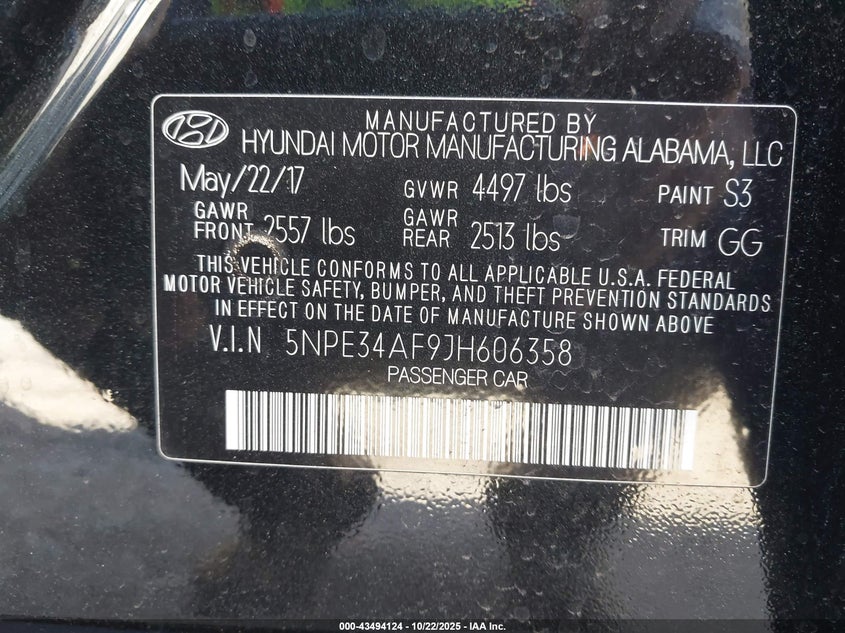 MANUFACTURED BY
HYUNDAI MOTOR MANUFACTURING ALABAMA, LLC
May/22/17 GVWR 4497 lbs PAINT S3
GAWR FRONT 2557 lbs GAWR REAR 2513 lbs TRIM GG
THIS VEHICLE CONFORMS TO ALL APPLICABLE U.S.A. FEDERAL
MOTOR VEHICLE SAFETY, BUMPER, AND THEFT PREVENTION STANDARDS
IN EFFECT ON THE DATE OF MANUFACTURE SHOWN ABOVE
V.I.N 5NPE34AF9JH606358
PASSENGER CAR
000-43494124 - 10/22/2025 - IAA Inc.